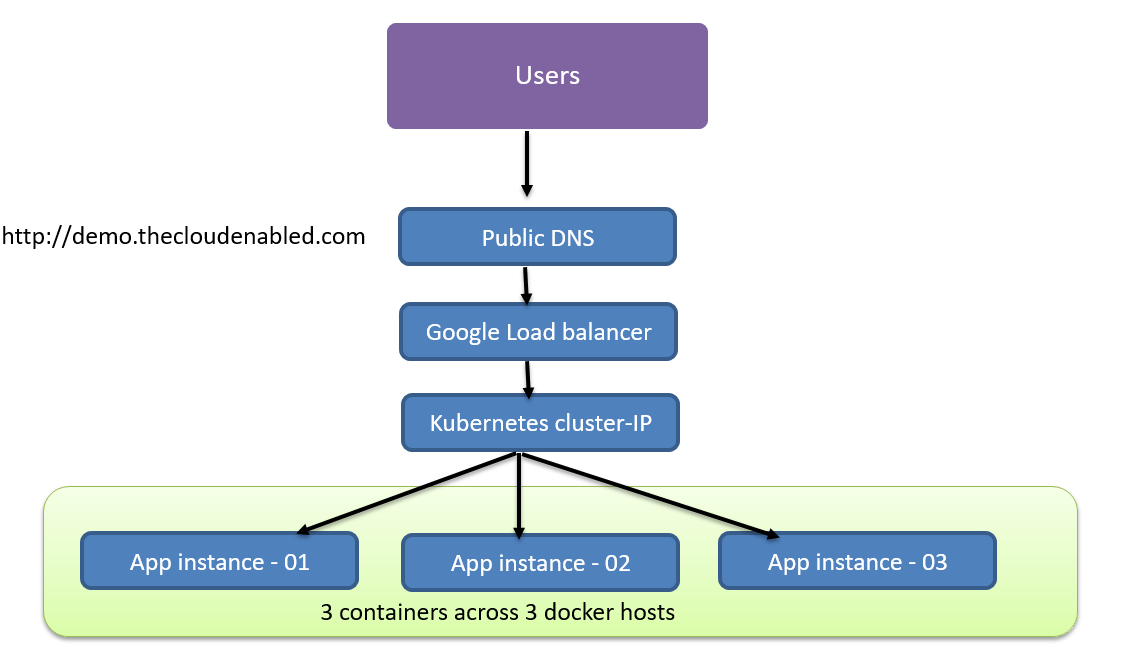 Users
http://demo.thecloudenabled.com
Public DNS
Google Load balancer
Kubernetes cluster-IP
App instance - 01
App instance - 02
App instance - 03
3 containers across 3 docker hosts